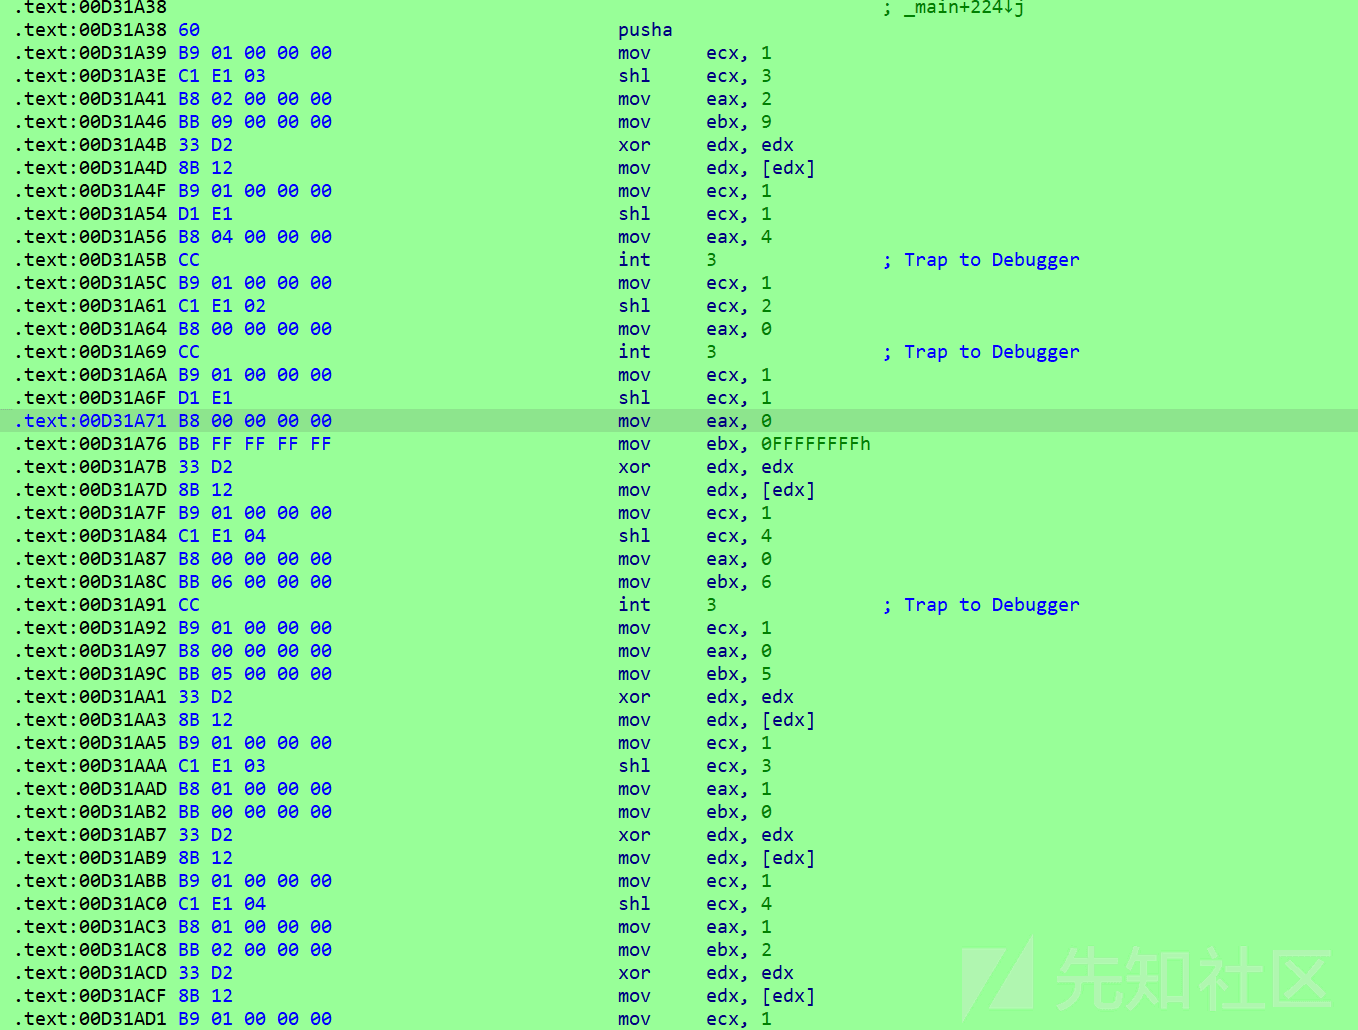 .text:00D31A38 ; _main+224↓j
.text:00D31A38 60 pusha
.text:00D31A39 B9 01 00 00 00 mov ecx, 1
.text:00D31A3E C1 E1 03 shl ecx, 3
.text:00D31A41 B8 02 00 00 00 mov eax, 2
.text:00D31A46 BB 09 00 00 00 mov ebx, 9
.text:00D31A4B 33 D2 xor edx, edx
.text:00D31A4D 8B 12 mov edx, [edx]
.text:00D31A4F B9 01 00 00 00 mov ecx, 1
.text:00D31A54 D1 E1 shl ecx, 1
.text:00D31A56 B8 04 00 00 00 mov eax, 4
.text:00D31A5B CC int 3 ; Trap to Debugger
.text:00D31A5C B9 01 00 00 00 mov ecx, 1
.text:00D31A61 C1 E1 02 shl ecx, 2
.text:00D31A64 B8 00 00 00 00 mov eax, 0
.text:00D31A69 CC int 3 ; Trap to Debugger
.text:00D31A6A B9 01 00 00 00 mov ecx, 1
.text:00D31A6F D1 E1 shl ecx, 1
.text:00D31A71 B8 00 00 00 00 mov eax, 0
.text:00D31A76 BB FF FF FF FF mov ebx, 0FFFFFFFFh
.text:00D31A7B 33 D2 xor edx, edx
.text:00D31A7D 8B 12 mov edx, [edx]
.text:00D31A7F B9 01 00 00 00 mov ecx, 1
.text:00D31A84 C1 E1 04 shl ecx, 4
.text:00D31A87 B8 00 00 00 00 mov eax, 0
.text:00D31A8C BB 06 00 00 00 mov ebx, 6
.text:00D31A91 CC int 3 ; Trap to Debugger
.text:00D31A92 B9 01 00 00 00 mov ecx, 1
.text:00D31A97 B8 00 00 00 00 mov eax, 0
.text:00D31A9C BB 05 00 00 00 mov ebx, 5
.text:00D31AA1 33 D2 xor edx, edx
.text:00D31AA3 8B 12 mov edx, [edx]
.text:00D31AA5 B9 01 00 00 00 mov ecx, 1
.text:00D31AAA C1 E1 03 shl ecx, 3
.text:00D31AAD B8 01 00 00 00 mov eax, 1
.text:00D31AB2 BB 00 00 00 00 mov ebx, 0
.text:00D31AB7 33 D2 xor edx, edx
.text:00D31AB9 8B 12 mov edx, [edx]
.text:00D31ABB B9 01 00 00 00 mov ecx, 1
.text:00D31AC0 C1 E1 04 shl ecx, 4
.text:00D31AC3 B8 01 00 00 00 mov eax, 1
.text:00D31AC8 BB 02 00 00 00 mov ebx, 2
.text:00D31ACD 33 D2 xor edx, edx
.text:00D31ACF 8B 12 mov edx, [edx]
.text:00D31AD1 B9 01 00 00 00 mov ecx, 1
先知社区